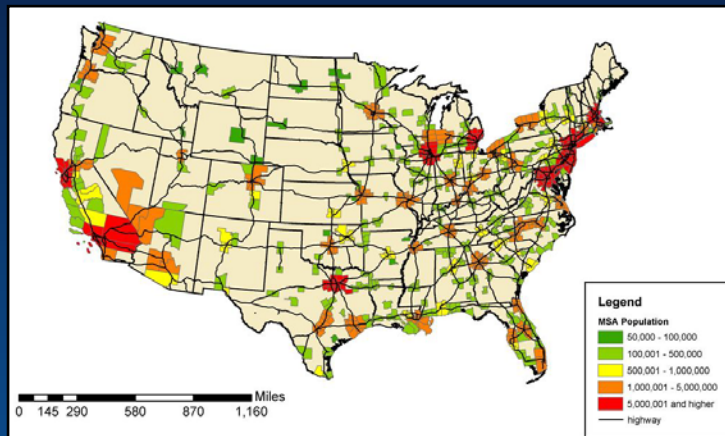 Legend
MSA Population
50,000 - 100,000
100,001 - 500,000
500,001 - 1,000,000
1,000,001 - 5,000,000
5,000,001 and higher
highway
Miles
0 145 290 580 870 1,160